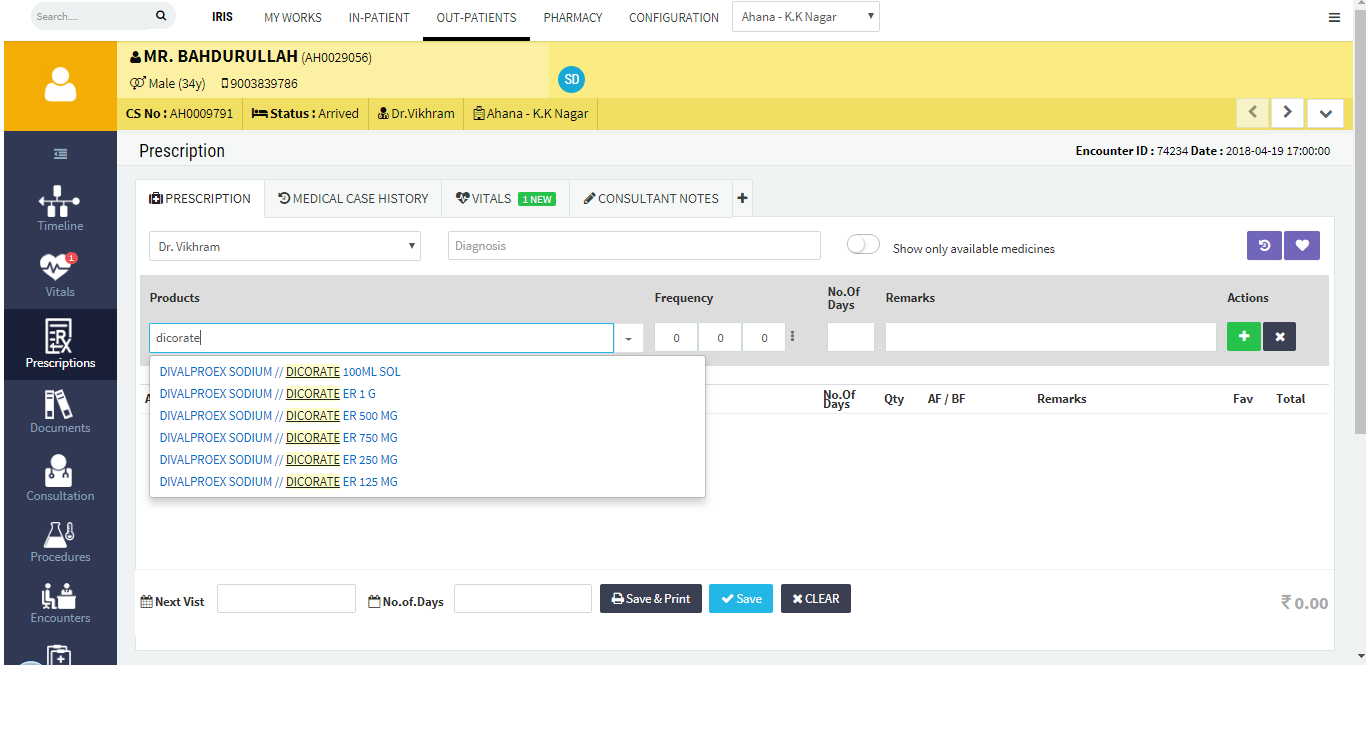 Search....
IRIS MY WORKS IN-PATIENT OUT-PATIENTS PHARMACY CONFIGURATION Ahana - K.K Nagar
MR. BAHDURULLAH (AH0029056)
Male (34y) 9003839786
SD
CS No : AH0009791 Status : Arrived Dr.Vikhram Ahana - K.K Nagar
Prescription
Encounter ID : 74234 Date : 2018-04-19 17:00:00
Timeline
1
Vitals
Prescriptions
Documents
Consultation
Procedures
Encounters
PRESCRIPTION MEDICAL CASE HISTORY VITALS 1 NEW CONSULTANT NOTES
Dr. Vikhram Diagnosis Show only available medicines
Products Frequency No.Of Days Remarks Actions
dicorate 0 0 0
DIVALPROEX SODIUM // DICORATE 100ML SOL
DIVALPROEX SODIUM // DICORATE ER 1 G
DIVALPROEX SODIUM // DICORATE ER 500 MG
DIVALPROEX SODIUM // DICORATE ER 750 MG
DIVALPROEX SODIUM // DICORATE ER 250 MG
DIVALPROEX SODIUM // DICORATE ER 125 MG
No.Of Days Qty AF / BF Remarks Fav Total
Next Vist No.of.Days Save & Print Save CLEAR
₹ 0.00